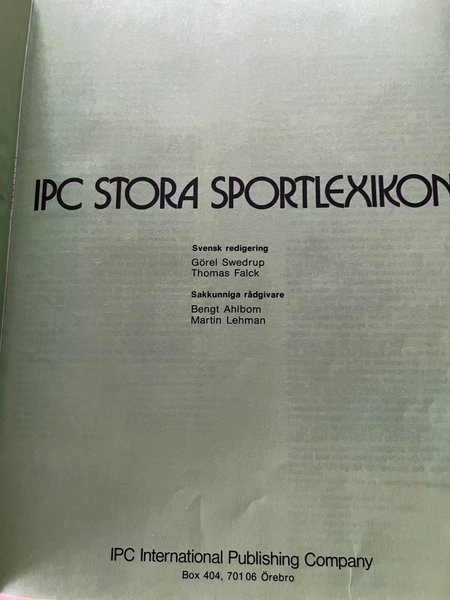 IPC STORA SPORTLEXIKON
Svensk redigering
Görel Swedrup
Thomas Falck
Sakkunniga rådgivare
Bengt Ahlbom
Martin Lehman
IPC International Publishing Company
Box 404, 701 06 Örebro